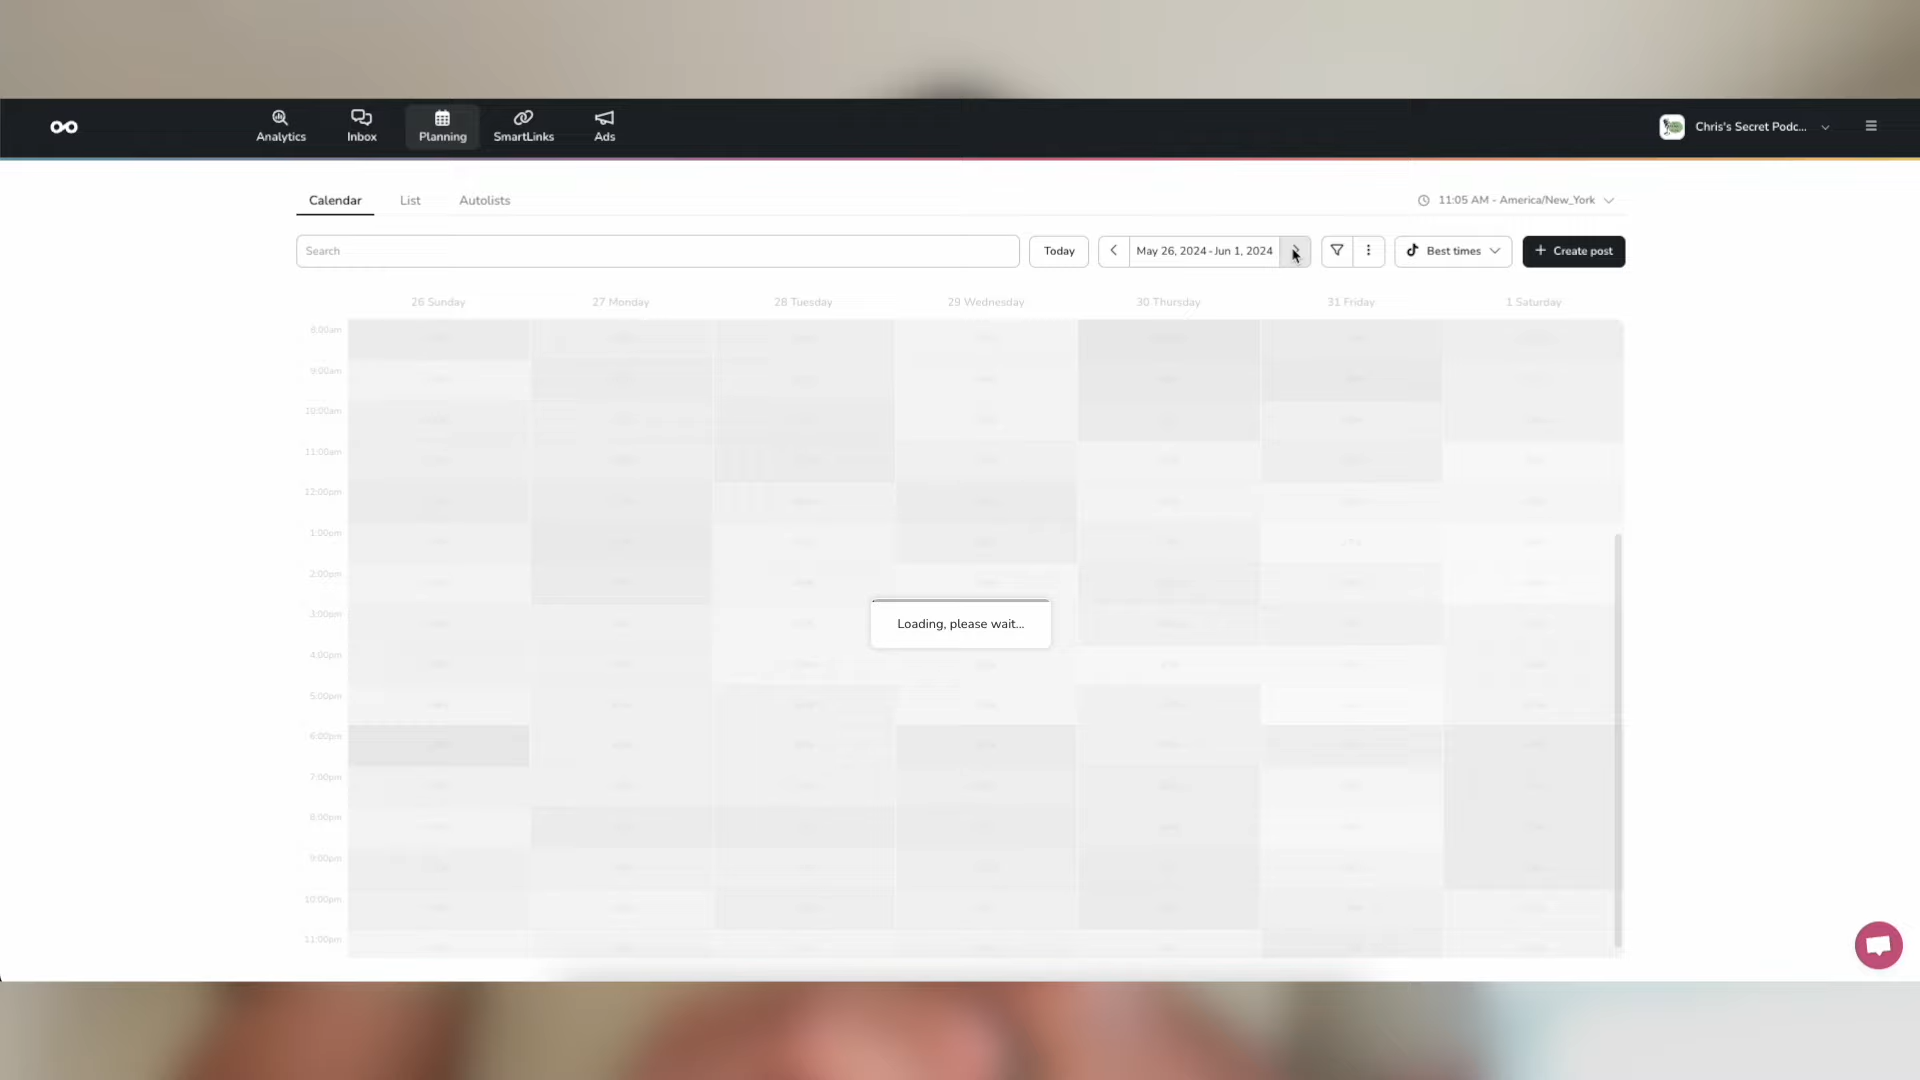 Analytics
Inbox
Planning
SmartLinks
Ads
Chris's Secret Podc...
Calendar
List
Autolists
11:05 AM - America/New_York
Search
Today
May 26, 2024 - Jun 1, 2024
Best times
+ Create post
26 Sunday
27 Monday
28 Tuesday
29 Wednesday
30 Thursday
31 Friday
1 Saturday
8:00am
9:00am
10:00am
11:00am
12:00pm
1:00pm
2:00pm
3:00pm
4:00pm
5:00pm
6:00pm
7:00pm
8:00pm
9:00pm
10:00pm
11:00pm
Loading, please wait...